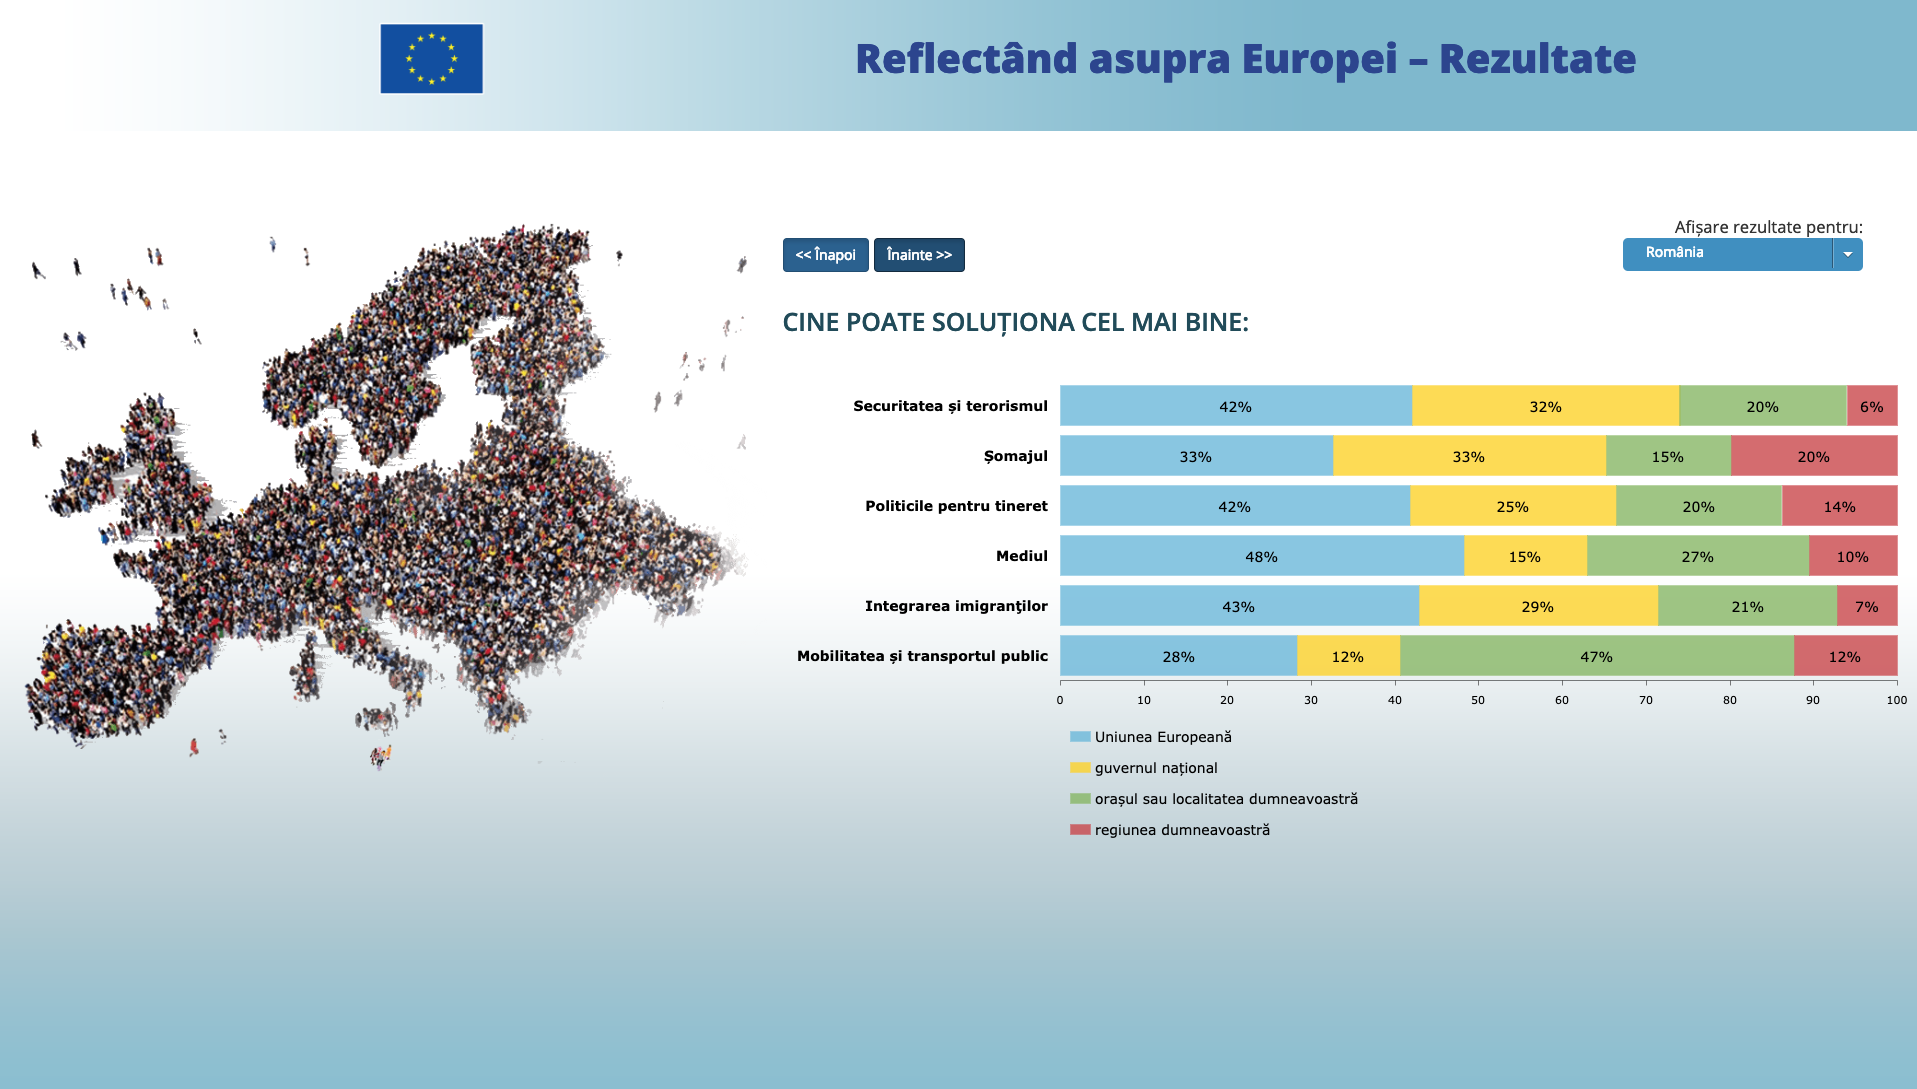 Reflectând asupra Europei – Rezultate
Afișare rezultate pentru:
<< Înapoi
Înainte >>
România
CINE POATE SOLUȚIONA CEL MAI BINE:
Securitatea și terorismul 42% 32% 20% 6%
Șomajul 33% 33% 15% 20%
Politicile pentru tineret 42% 25% 20% 14%
Mediul 48% 15% 27% 10%
Integrarea imigranţilor 43% 29% 21% 7%
Mobilitatea și transportul public 28% 12% 47% 12%
0 10 20 30 40 50 60 70 80 90 100
Uniunea Europeană
guvernul național
orașul sau localitatea dumneavoastră
regiunea dumneavoastră